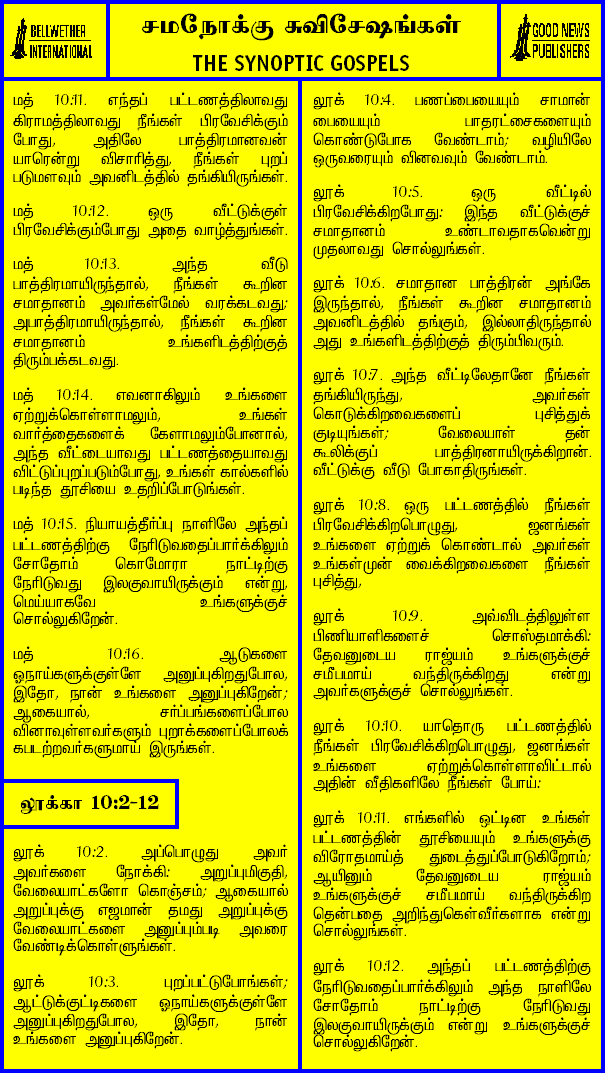 BELLWETHER
INTERNATIONAL
சமநோக்கு சுவிசேஷங்கள்
THE SYNOPTIC GOSPELS
GOOD NEWS
PUBLISHERS
மத் 10:11. எந்தப் பட்டணத்திலாவது
கிராமத்திலாவது நீங்கள் பிரவேசிக்கும்
போது, அதிலே பாத்திரமானவன்
யாரென்று விசாரித்து, நீங்கள் புறப்
படுமளவும் அவனிடத்தில் தங்கியிருங்கள்.
மத் 10:12. ஒரு வீட்டுக்குள்
பிரவேசிக்கும்போது அதை வாழ்த்துங்கள்.
மத் 10:13. அந்த வீடு
பாத்திரமாயிருந்தால், நீங்கள் கூறின
சமாதானம் அவர்கள்மேல் வரக்கடவது;
அபாத்திரமாயிருந்தால், நீங்கள் கூறின
சமாதானம் உங்களிடத்திற்குத்
திரும்பக்கடவது.
மத் 10:14. எவனாகிலும் உங்களை
ஏற்றுக்கொள்ளாமலும், உங்கள்
வார்த்தைகளைக் கேளாமலும்போனால்,
அந்த வீட்டையாவது பட்டணத்தையாவது
விட்டுப்புறப்படும்போது, உங்கள் கால்களில்
படிந்த தூசியை உதறிப்போடுங்கள்.
மத் 10:15. நியாயத்தீர்ப்பு நாளிலே அந்தப்
பட்டணத்திற்கு நேரிடுவதைப்பார்க்கிலும்
சோதோம் கொமோரா நாட்டிற்கு
நேரிடுவது இலகுவாயிருக்கும் என்று,
மெய்யாகவே உங்களுக்குச்
சொல்லுகிறேன்.
மத் 10:16. ஆடுகளை
ஓநாய்களுக்குள்ளே அனுப்புகிறதுபோல,
இதோ, நான் உங்களை அனுப்புகிறேன்;
ஆகையால், சர்ப்பங்களைப்போல
வினாவுள்ளவர்களும் புறாக்களைப்போலக்
கபடற்றவர்களுமாய் இருங்கள்.
லூக்கா 10:2-12
லூக் 10:2. அப்பொழுது அவர்
அவர்களை நோக்கி: அறுப்புமிகுதி,
வேலையாட்களோ கொஞ்சம்; ஆகையால்
அறுப்புக்கு எஜமான் தமது அறுப்புக்கு
வேலையாட்களை அனுப்பும்படி அவரை
வேண்டிக்கொள்ளுங்கள்.
லூக் 10:3. புறப்பட்டுபோங்கள்;
ஆட்டுக்குட்டிகளை ஓநாய்களுக்குள்ளே
அனுப்புகிறதுபோல, இதோ, நான்
உங்களை அனுப்புகிறேன்.
லூக் 10:4. பணப்பையையும் சாமான்
பையையும் பாதரட்சைகளையும்
கொண்டுபோக வேண்டாம்; வழியிலே
ஒருவரையும் வினவவும் வேண்டாம்.
லூக் 10:5. ஒரு வீட்டில்
பிரவேசிக்கிறபோது: இந்த வீட்டுக்குச்
சமாதானம் உண்டாவதாகவென்று
முதலாவது சொல்லுங்கள்.
லூக் 10:6. சமாதான பாத்திரன் அங்கே
இருந்தால், நீங்கள் கூறின சமாதானம்
அவனிடத்தில் தங்கும், இல்லாதிருந்தால்
அது உங்களிடத்திற்குத் திரும்பிவரும்.
லூக் 10:7. அந்த வீட்டிலேதானே நீங்கள்
தங்கியிருந்து, அவர்கள்
கொடுக்கிறவைகளைப் புசித்துக்
குடியுங்கள்; வேலையாள் தன்
கூலிக்குப் பாத்திரனாயிருக்கிறான்.
வீட்டுக்கு வீடு போகாதிருங்கள்.
லூக் 10:8. ஒரு பட்டணத்தில் நீங்கள்
பிரவேசிக்கிறபொழுது, ஜனங்கள்
உங்களை ஏற்றுக் கொண்டால் அவர்கள்
உங்கள்முன் வைக்கிறவைகளை நீங்கள்
புசித்து,
லூக் 10:9. அவ்விடத்திலுள்ள
பிணியாளிகளைச் சொஸ்தமாக்கி:
தேவனுடைய ராஜ்யம் உங்களுக்குச்
சமீபமாய் வந்திருக்கிறது என்று
அவர்களுக்குச் சொல்லுங்கள்.
லூக் 10:10. யாதொரு பட்டணத்தில்
நீங்கள் பிரவேசிக்கிறபொழுது, ஜனங்கள்
உங்களை ஏற்றுக்கொள்ளாவிட்டால்
அதின் வீதிகளிலே நீங்கள் போய்:
லூக் 10:11. எங்களில் ஒட்டின உங்கள்
பட்டணத்தின் தூசியையும் உங்களுக்கு
விரோதமாய்த் துடைத்துப்போடுகிறோம்;
ஆயினும் தேவனுடைய ராஜ்யம்
உங்களுக்குச் சமீபமாய் வந்திருக்கிற
தென்பதை அறிந்துகெள்வீர்களாக என்று
சொல்லுங்கள்.
லூக் 10:12. அந்தப் பட்டணத்திற்கு
நேரிடுவதைப்பார்க்கிலும் அந்த நாளிலே
சோதோம் நாட்டிற்கு நேரிடுவது
இலகுவாயிருக்கும் என்று உங்களுக்குச்
சொல்லுகிறேன்.